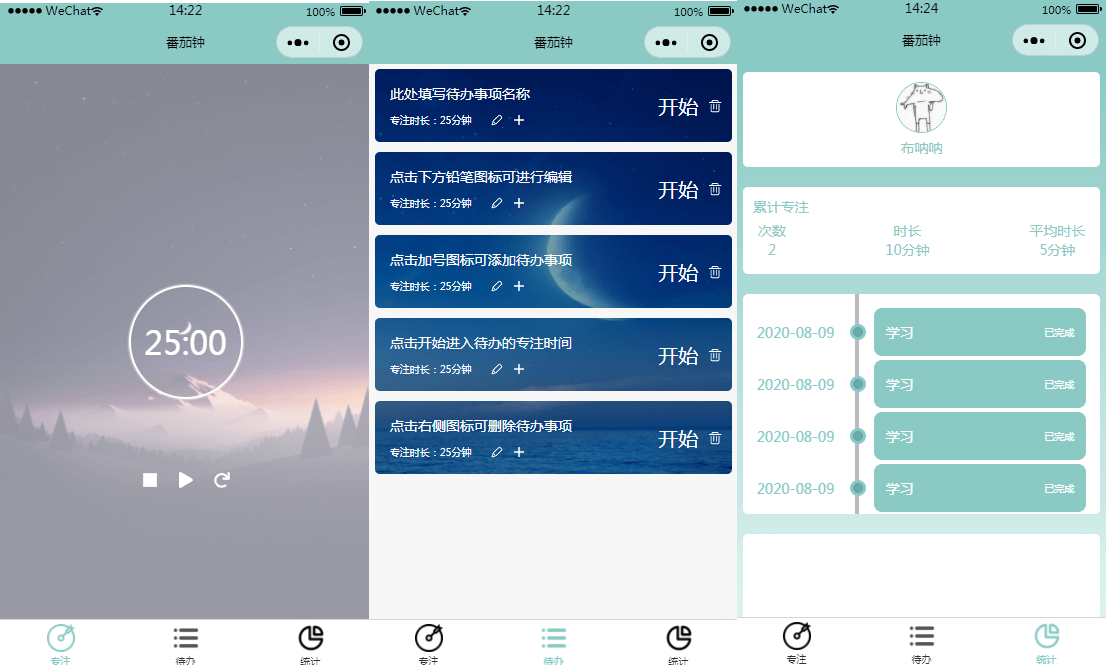 WeChat 14:22 100%
番茄钟
25:00
专注 待办 统计
WeChat 14:22 100%
番茄钟
此处填写待办事项名称
专注时长：25分钟
开始
点击下方铅笔图标可进行编辑
专注时长：25分钟
开始
点击加号图标可添加待办事项
专注时长：25分钟
开始
点击开始进入待办的专注时间
专注时长：25分钟
开始
点击右侧图标可删除待办事项
专注时长：25分钟
开始
专注 待办 统计
WeChat 14:24 100%
番茄钟
布呐呐
累计专注
次数 时长 平均时长
2 10分钟 5分钟
2020-08-09 学习 已完成
2020-08-09 学习 已完成
2020-08-09 学习 已完成
2020-08-09 学习 已完成
专注 待办 统计